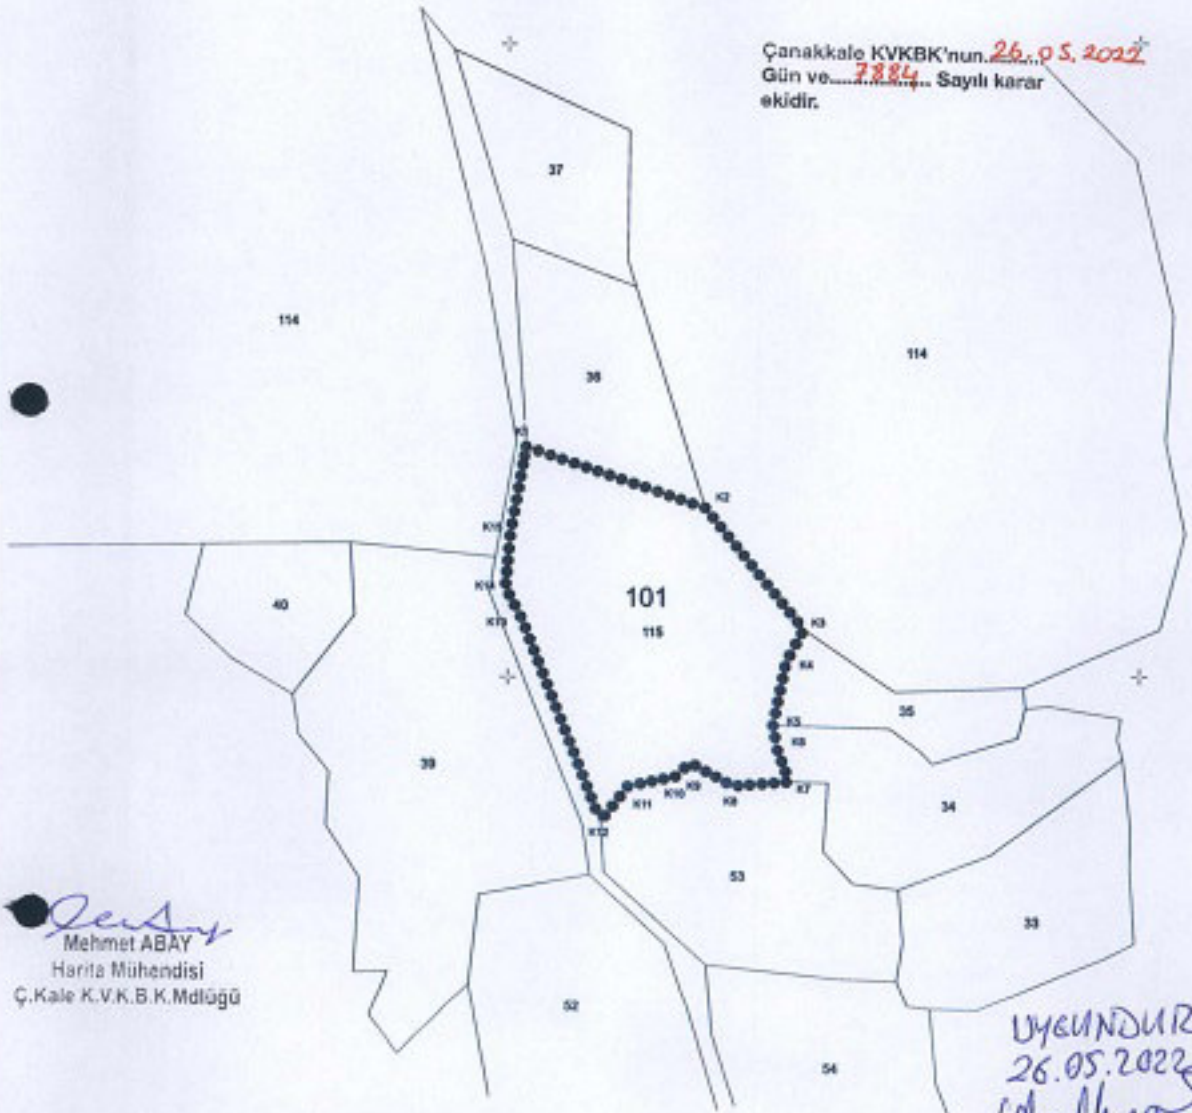 Çanakkale KVKBK'nun 26.05.2022
Gün ve 7884 Sayılı karar
ekidir.
37
114
114
36
K1
K2
K15
101
115
40
K14
K13
K3
K4
35
K5
K6
39
K7
K8
K9
K10
K11
34
K12
53
33
Mehmet ABAY
Harita Mühendisi
Ç.Kale K.V.K.B.K.Mdlüğü
52
54
UYGUNDUR
26.05.2022